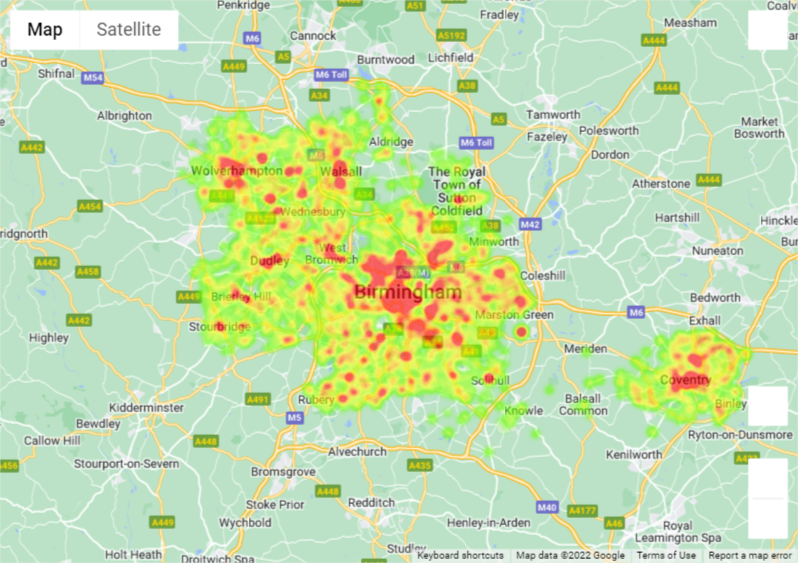 Penkridge
A51
Fradley
Coalv
Measham
Map
Satellite
M6
Cannock
A5192
A444
A5
Burntwood
Lichfield
A449
Shifnal
M54
M6 Toll
A38
A444
A34
Albrighton
Tamworth
A5
Fazeley
Polesworth
Market
Bosworth
A442
Aldridge
M6 Toll
Dordon
M6
Wolverhampton
Walsall
The Royal
Town of
Sutton
Coldfield
A444
Atherstone
A34
A454
Wednesbury
A4123
Hartshill
Hinckle
ridgnorth
A38
M42
West
Bromwich
Minworth
Nuneaton
Dudley
A442
A458
A38(M)
Coleshill
Birmingham
A449
Brierley Hill
Bedworth
A442
Stourbridge
Marston Green
M6
Exhall
Highley
Meriden
Solihull
Coventry
Rubery
A491
Balsall
Common
Binley
Kidderminster
M5
Knowle
Bewdley
Ryton-on-Dunsmore
Callow Hill
A448
Alvechurch
Kenilworth
A456
Stourport-on-Severn
A435
Bromsgrove
A448
Stoke Prior
Redditch
M40
A4177
A449
Wychbold
Henley-in-Arden
A46
Royal
Leamington Spa
Holt Heath
Droitwich Spa
Studley
Keyboard shortcuts
Map data ©2022 Google
Terms of Use
Report a map error